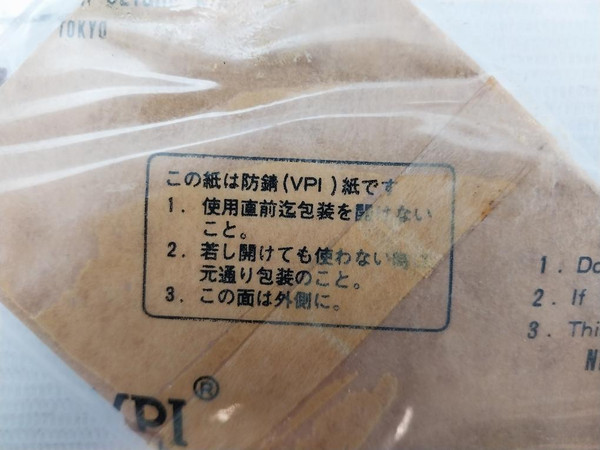 TOKYO
この紙は防錆(VPI)紙です
1. 使用直前迄包装を開けない
こと。
2. 若し開けても使わない時
元通り包装のこと。
3. この面は外側に。
1. Do
2. If
3. Thi
VPI®